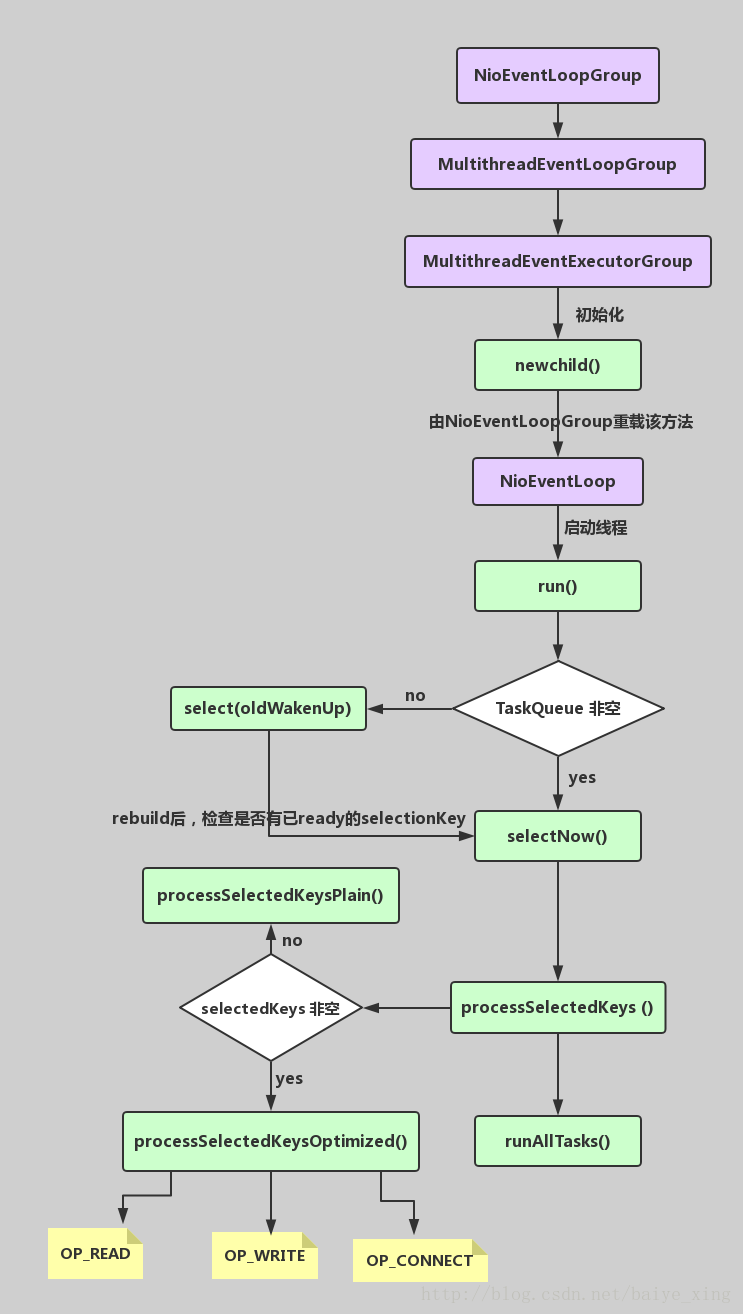 NioEventLoopGroup
MultithreadEventLoopGroup
MultithreadEventExecutorGroup
初始化
newchild()
由NioEventLoopGroup重载该方法
NioEventLoop
启动线程
run()
TaskQueue 非空
no
select(oldWakenUp)
yes
rebuild后，检查是否有已ready的selectionKey
selectNow()
processSelectedKeysPlain()
no
selectedKeys 非空
processSelectedKeys ()
yes
processSelectedKeysOptimized()
runAllTasks()
OP_READ
OP_WRITE
OP_CONNECT
http://blog.csdn.net/baiye_xing